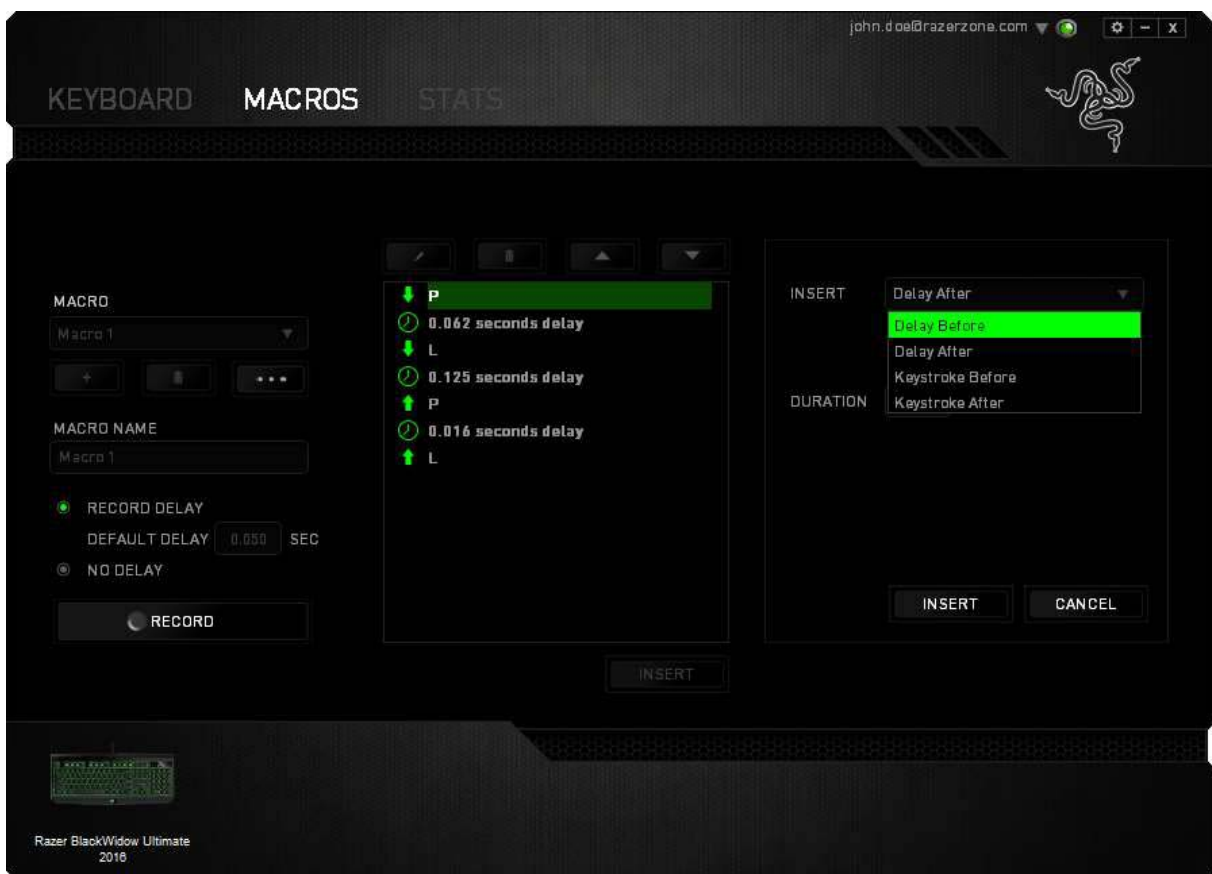 john.doe@razerzone.com
X
KEYBOARD MACROS STATS
MACRO
Macro 1
MACRO NAME
Macro 1
RECORD DELAY
DEFAULT DELAY 0.050 SEC
NO DELAY
RECORD
P
0.062 seconds delay
L
0.125 seconds delay
P
0.016 seconds delay
L
INSERT
INSERT Delay After
Delay Before
Delay After
Keystroke Before
Keystroke After
DURATION
INSERT CANCEL
Razer BlackWidow Ultimate
2016